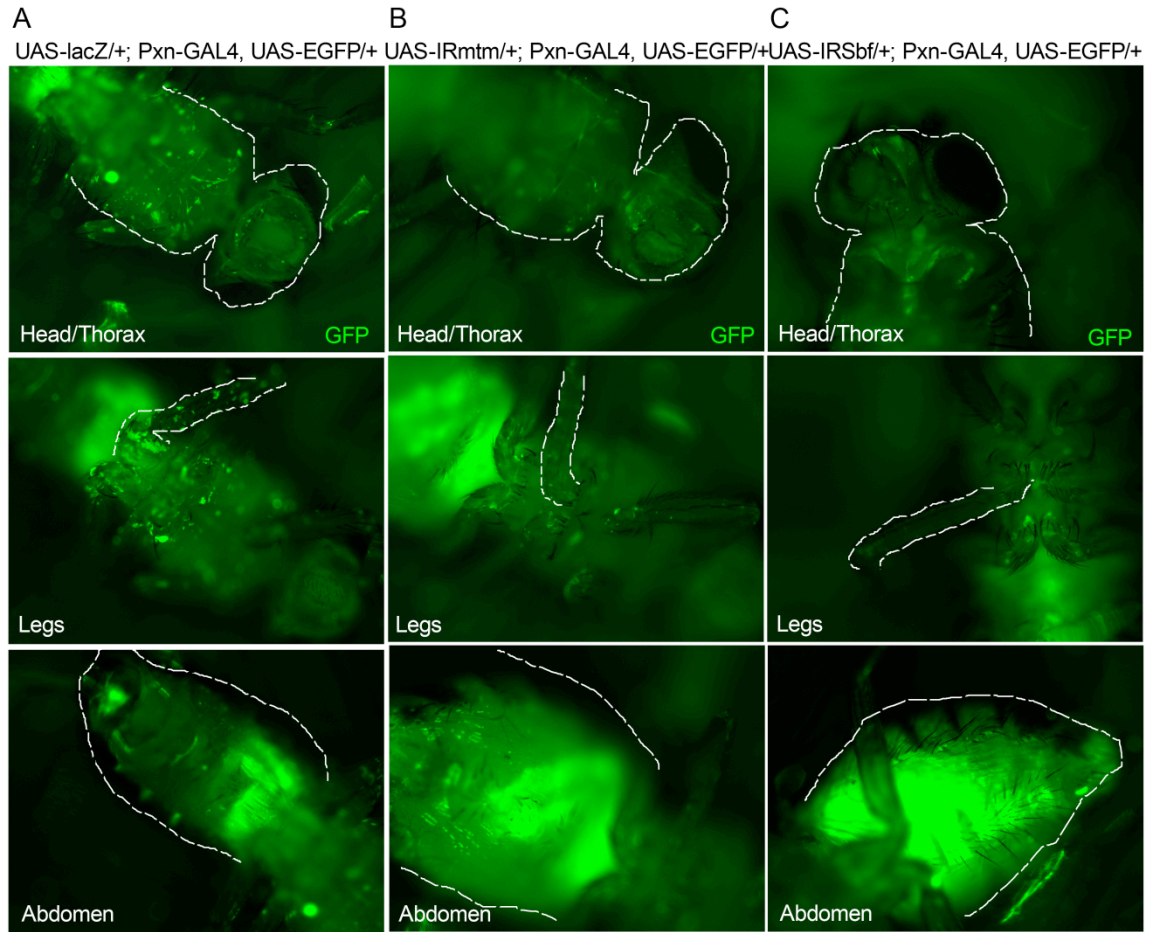 A
B
C
UAS-lacZ/+; Pxn-GAL4, UAS-EGFP/+
UAS-IRmtm/+; Pxn-GAL4, UAS-EGFP/+
UAS-IRSbf/+; Pxn-GAL4, UAS-EGFP/+
Head/Thorax
GFP
Head/Thorax
GFP
Head/Thorax
GFP
Legs
Legs
Legs
Abdomen
Abdomen
Abdomen